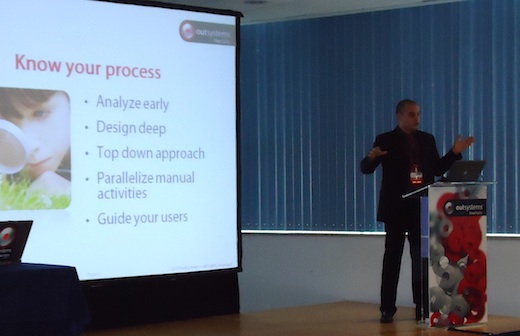 outsystems
Know your process
• Analyze early
• Design deep
• Top down approach
• Parallelize manual
activities
• Guide your users
outsystems